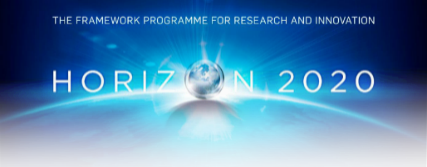 THE FRAMEWORK PROGRAMME FOR RESEARCH AND INNOVATION
HORIZON 2020